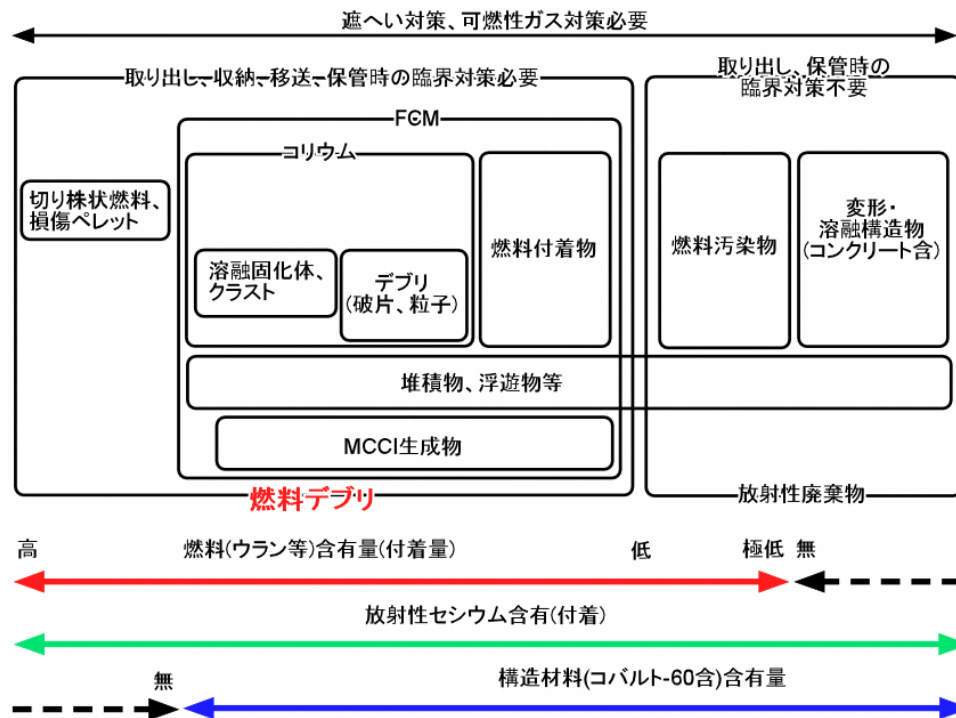 遮へい対策、可燃性ガス対策必要
取り出し、収納、移送、保管時の臨界対策必要
取り出し、保管時の
臨界対策不要
FCM
コリウム
切り株状燃料、
損傷ペレット
溶融固化体、
クラスト
デブリ
(破片、粒子)
燃料付着物
燃料汚染物
変形・
溶融構造物
(コンクリート含)
堆積物、浮遊物等
MCCI生成物
燃料デブリ
放射性廃棄物
高
燃料(ウラン等)含有量(付着量)
低
極低
無
放射性セシウム含有(付着)
無
構造材料(コバルト-60含)含有量